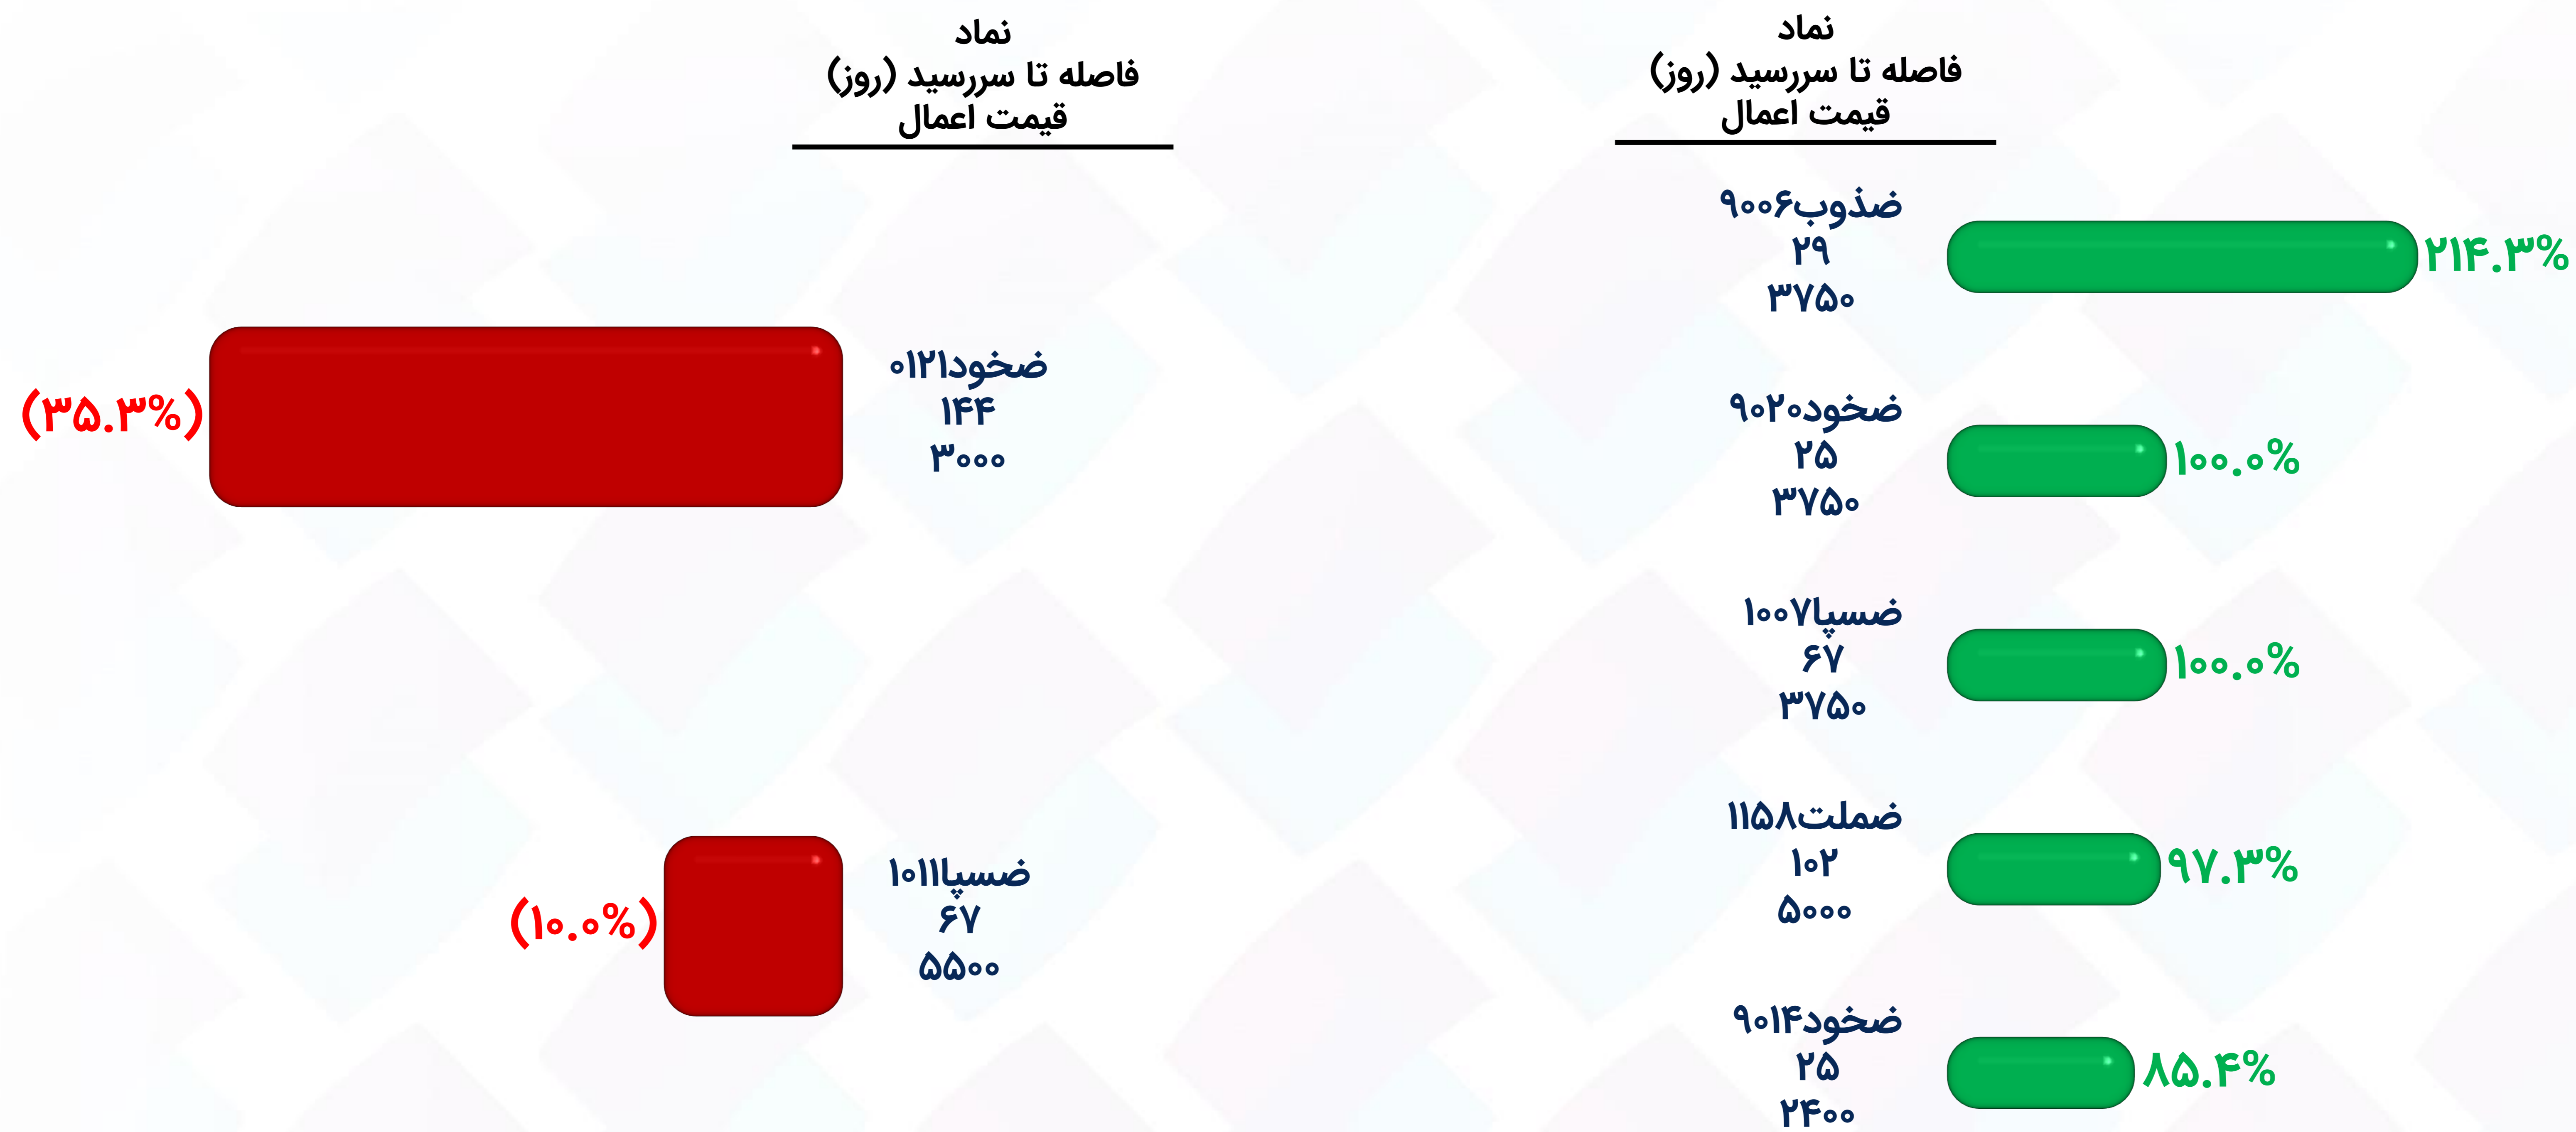 نماد
فاصله تا سررسید (روز)
قیمت اعمال
ضذوب۹۰۰۶
۲۹
۳۷۵۰
۲۱۴.۳%
ضخود۹۰۲۰
۲۵
۳۷۵۰
۱۰۰.۰%
ضسپا۱۰۰۷
۶۷
۳۷۵۰
۱۰۰.۰%
ضملت۱۱۵۸
۱۰۲
۵۰۰۰
۹۷.۳%
ضخود۹۰۱۴
۲۵
۲۴۰۰
۸۵.۴%
نماد
فاصله تا سررسید (روز)
قیمت اعمال
ضخود۰۱۲۱
۱۴۴
۳۰۰۰
(۳۵.۳%)
ضسپا۱۰۱۱
۶۷
۵۵۰۰
(۱۰.۰%)